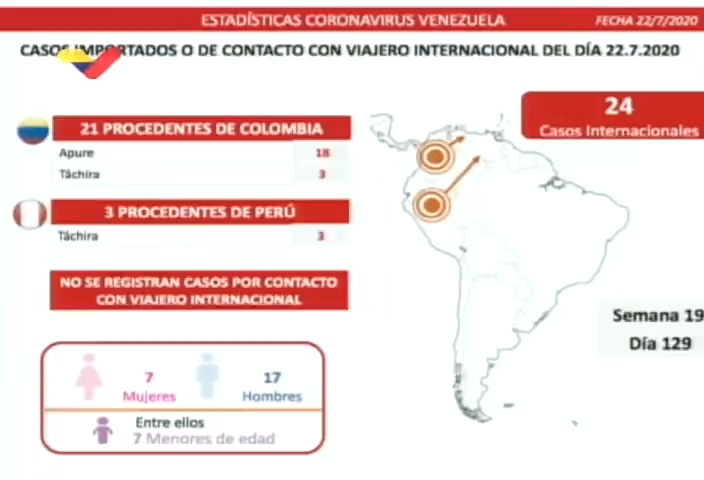 ESTADÍSTICAS CORONAVIRUS VENEZUELA
FECHA 22/7/2020
CASOS IMPORTADOS O DE CONTACTO CON VIAJERO INTERNACIONAL DEL DÍA 22.7.2020
24
Casos Internacionales
21 PROCEDENTES DE COLOMBIA
Apure 18
Táchira 3
3 PROCEDENTES DE PERÚ
Táchira 3
NO SE REGISTRAN CASOS POR CONTACTO
CON VIAJERO INTERNACIONAL
Semana 19
Día 129
7
Mujeres
17
Hombres
Entre ellos
7 Menores de edad